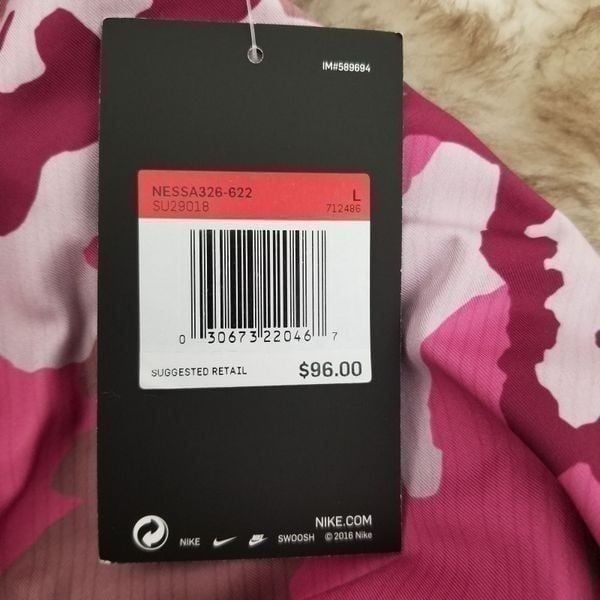 IM#589694
NESSA326-622 L
SU29018 712486
0 30673 22046 7
SUGGESTED RETAIL $96.00
NIKE.COM
NIKE SWOOSH © 2016 Nike